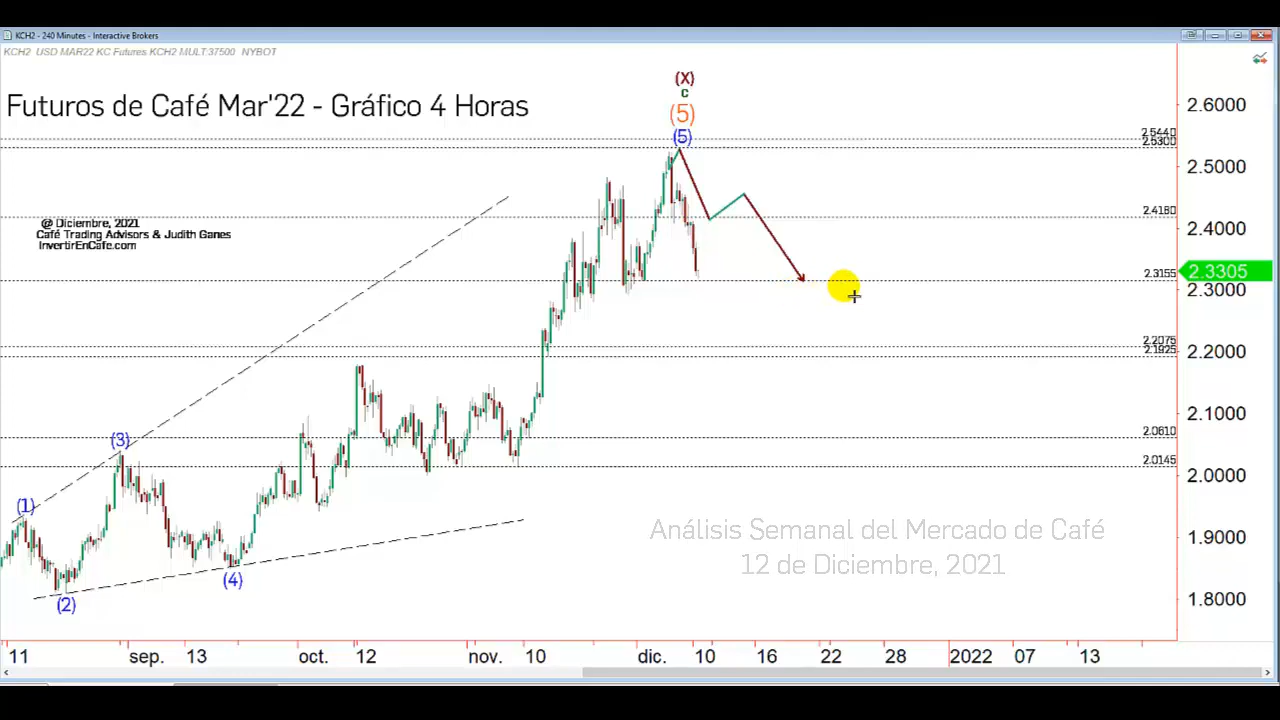 KCH2 - 240 Minutes - Interactive Brokers
KCH2 USD MAR22 KC Futures KCH2 MULT:37500 NYBOT
Futuros de Café Mar'22 - Gráfico 4 Horas
@ Diciembre, 2021
Café Trading Advisors & Judith Ganes
InvertirEnCafe.com
(X)
c
(5)
(5)
(3)
(1)
(4)
(2)
2.5440
2.5300
2.4180
2.3155
2.2075
2.1925
2.0610
2.0145
2.6000
2.5000
2.4000
2.3305
2.3000
2.2000
2.1000
2.0000
1.9000
1.8000
Análisis Semanal del Mercado de Café
12 de Diciembre, 2021
11 sep. 13 oct. 12 nov. 10 dic. 10 16 22 28 2022 07 13